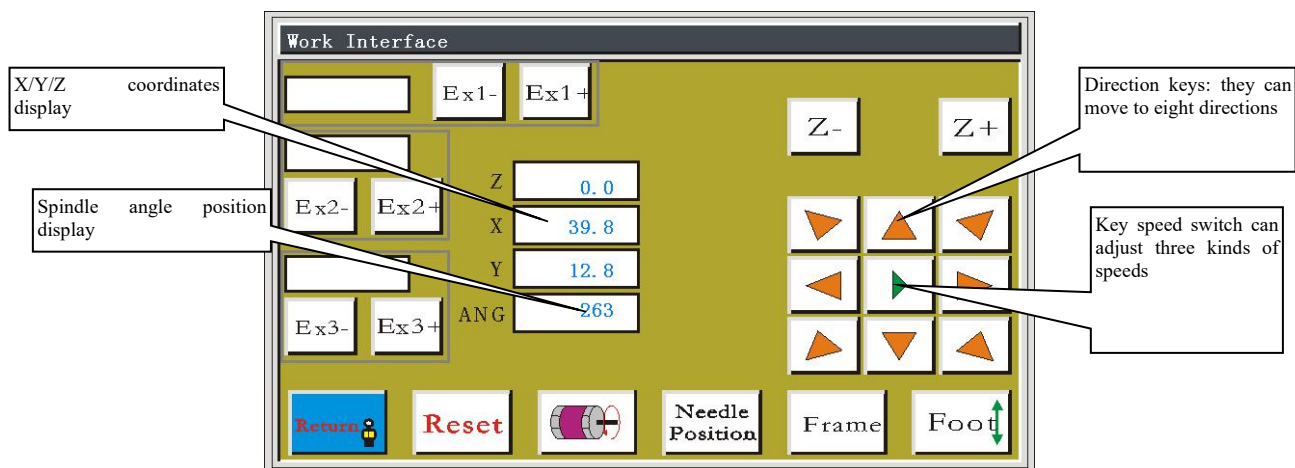 Work Interface
X/Y/Z coordinates
display
Spindle angle position
display
Ex1- Ex1+
Ex2- Ex2+
Ex3- Ex3+
Z 0.0
X 39.8
Y 12.8
ANG 263
Z- Z+
Direction keys: they can
move to eight directions
Key speed switch can
adjust three kinds of
speeds
Return
Reset
Needle
Position
Frame
Foot